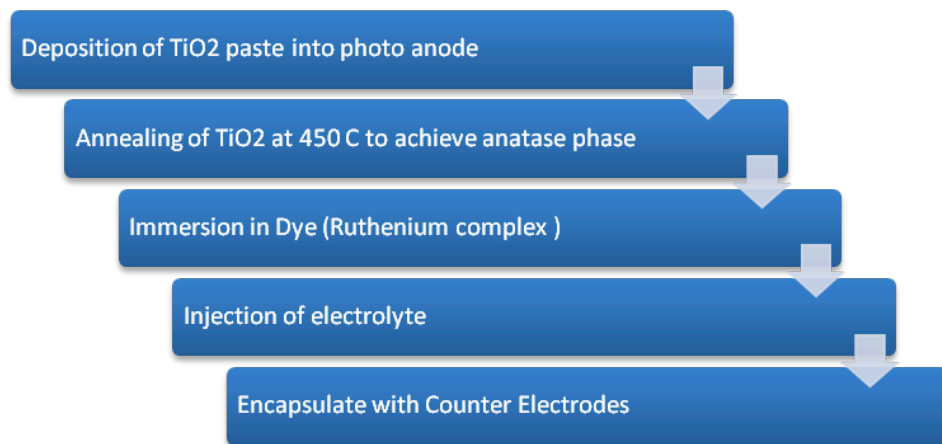 Deposition of TiO2 paste into photo anode
Annealing of TiO2 at 450 C to achieve anatase phase
Immersion in Dye (Ruthenium complex )
Injection of electrolyte
Encapsulate with Counter Electrodes